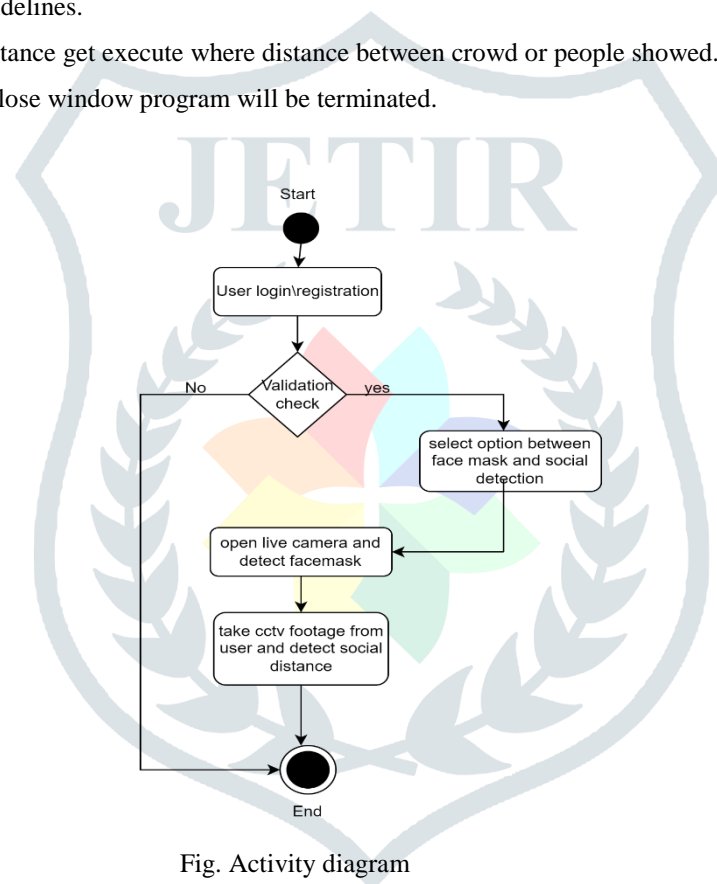 delines.
tance get execute where distance between crowd or people showed.
lose window program will be terminated.
JETIR
Start
User login\registration
Validation
check
No
yes
select option between
face mask and social
detection
open live camera and
detect facemask
take cctv footage from
user and detect social
distance
End
Fig. Activity diagram